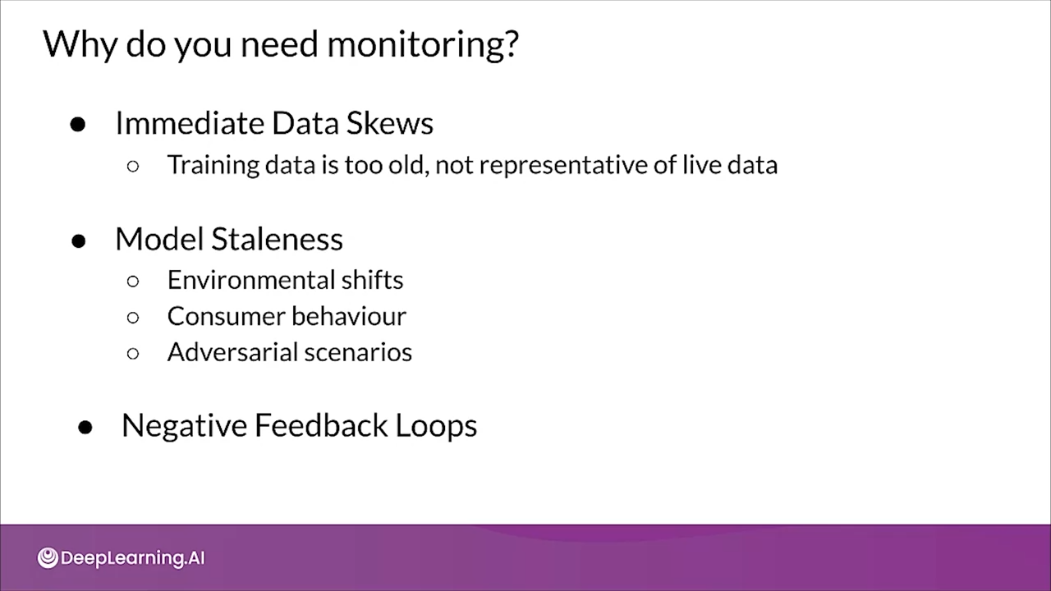 Why do you need monitoring?
● Immediate Data Skews
○ Training data is too old, not representative of live data
● Model Staleness
○ Environmental shifts
○ Consumer behaviour
○ Adversarial scenarios
● Negative Feedback Loops
DeepLearning.AI